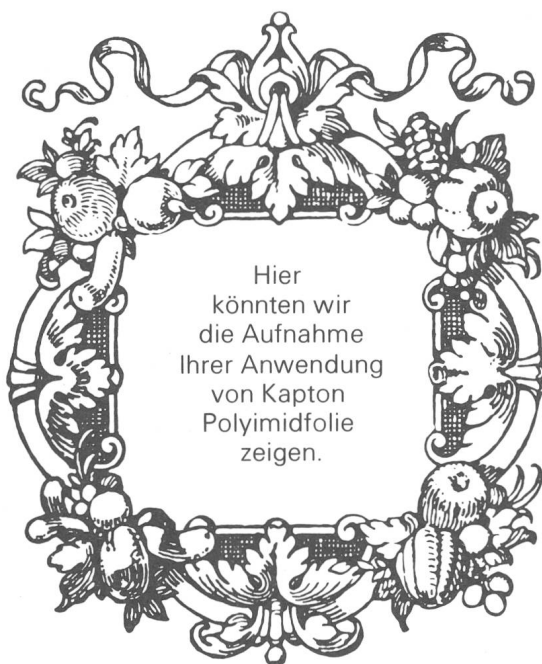 Hier
könnten wir
die Aufnahme
Ihrer Anwendung
von Kapton
Polyimidfolie
zeigen.